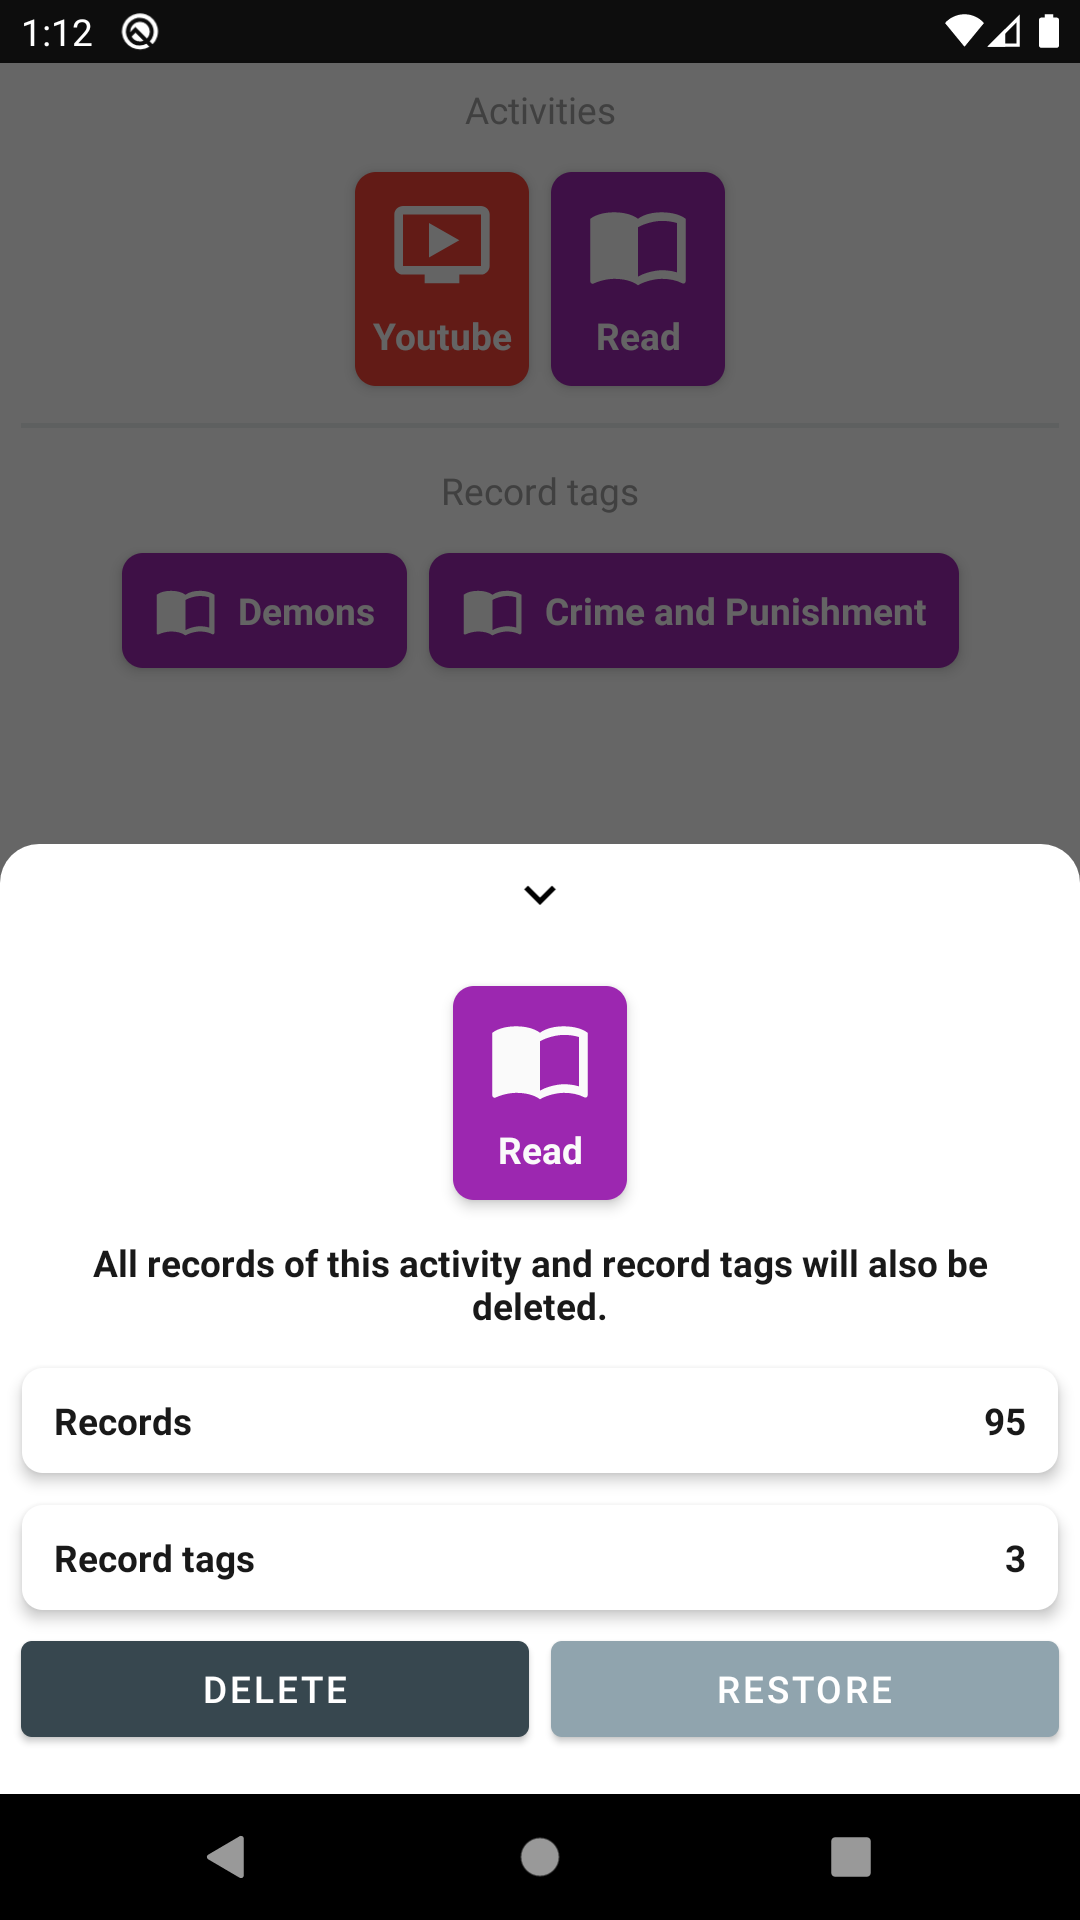 1:12
Activities
Youtube
Read
Record tags
Demons
Crime and Punishment
Read
All records of this activity and record tags will also be
deleted.
Records
95
Record tags
3
DELETE
RESTORE